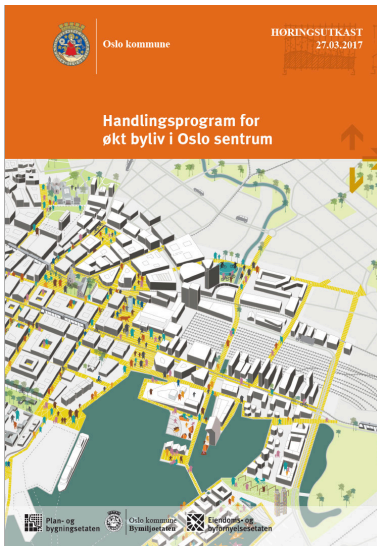 Oslo kommune
HØRINGSUTKAST
27.03.2017
Handlingsprogram for
økt byliv i Oslo sentrum
Plan- og
bygningsetaten
Oslo kommune
Bymiljøetaten
Eiendoms- og
byfornyelsesetaten